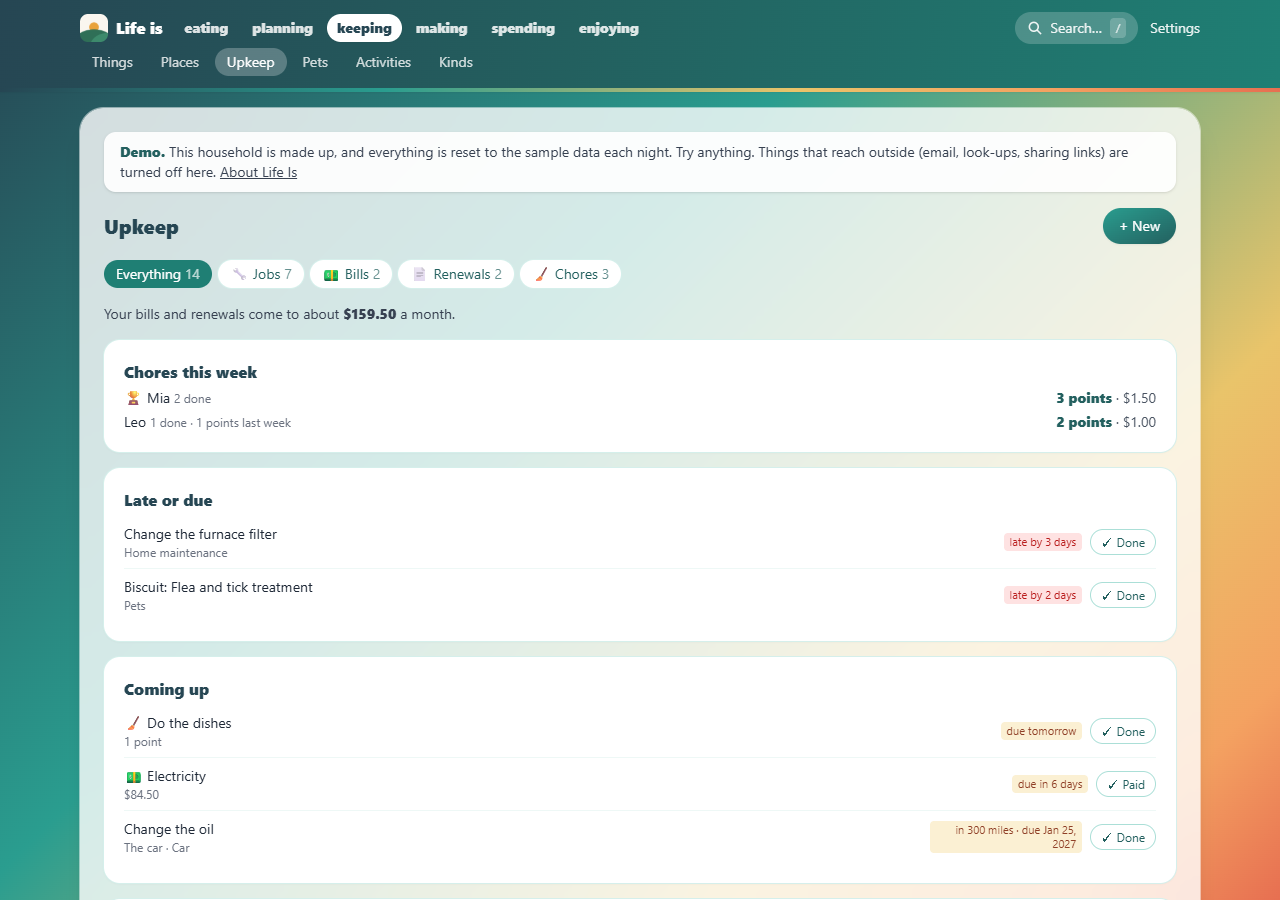 Life is eating planning keeping making spending enjoying Search... / Settings
Things Places Upkeep Pets Activities Kinds
Demo. This household is made up, and everything is reset to the sample data each night. Try anything. Things that reach outside (email, look-ups, sharing links) are
turned off here. About Life Is
Upkeep + New
Everything 14 Jobs 7 Bills 2 Renewals 2 Chores 3
Your bills and renewals come to about $159.50 a month.
Chores this week
Mia 2 done 3 points · $1.50
Leo 1 done · 1 points last week 2 points · $1.00
Late or due
Change the furnace filter
Home maintenance
late by 3 days ✓ Done
Biscuit: Flea and tick treatment
Pets
late by 2 days ✓ Done
Coming up
Do the dishes
1 point
due tomorrow ✓ Done
Electricity
$84.50
due in 6 days ✓ Paid
Change the oil
The car · Car
in 300 miles · due Jan 25,
2027
✓ Done